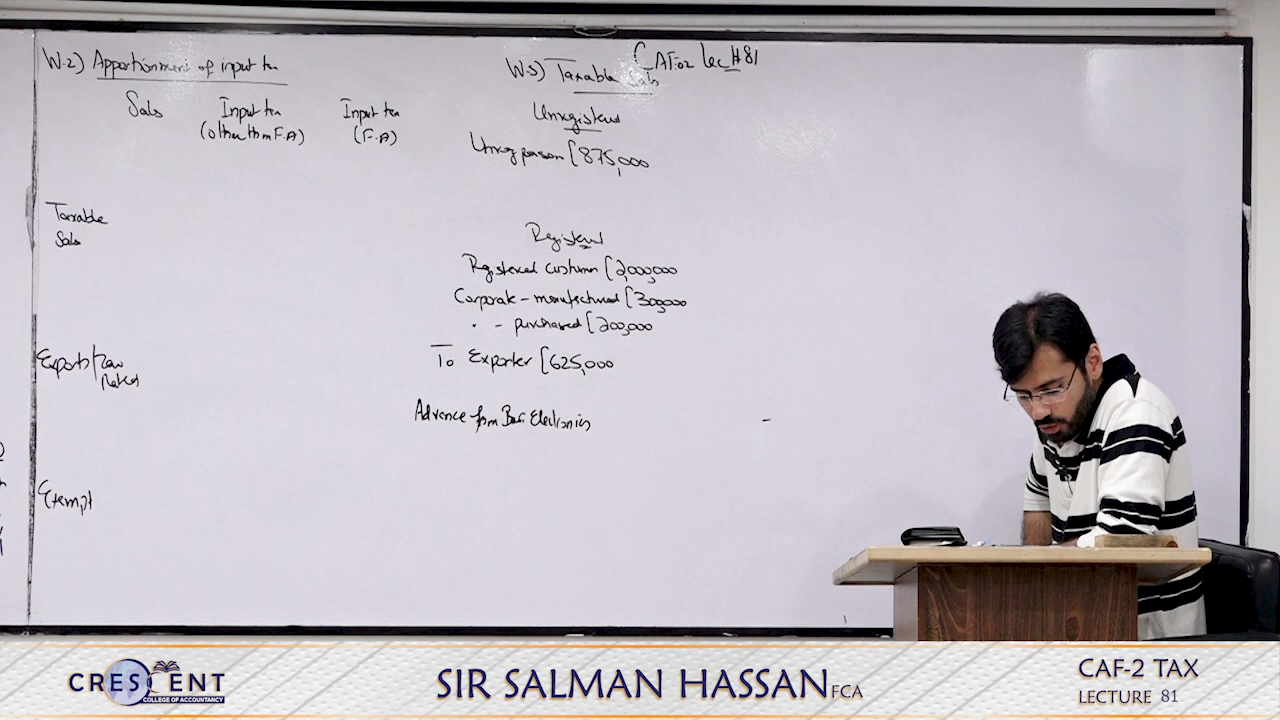 W-2) Apportionment of input tax
Sales Input tax Input tax
(other than F.A) (F.A)
Taxable
Sales
Exports/Zero
Rated
Exempt
CAF:02 Lec #81
W-3) Taxable Sales
Unregistered
Unreg person [875,000
Registered
Registered customer [2,000,000
Corporate - manufactured [300,000
" - purchased [200,000
To Exporter [625,000
Advance from Electronics -
CRESCENT
COLLEGE OF ACCOUNTANCY
SIR SALMAN HASSAN FCA
CAF-2 TAX
LECTURE 81